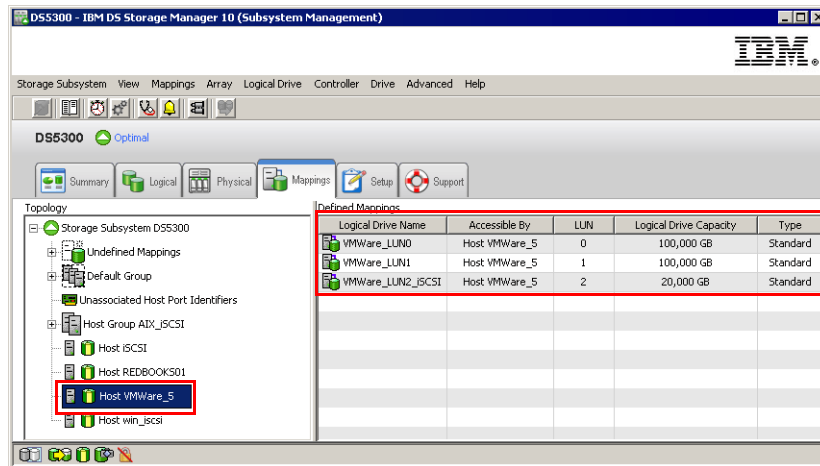 DS5300 - IBM DS Storage Manager 10 (Subsystem Management)
IBM®
Storage Subsystem View Mappings Array Logical Drive Controller Drive Advanced Help
DS5300 Optimal
Summary Logical Physical Mappings Setup Support
Topology
Storage Subsystem DS5300
Undefined Mappings
Default Group
Unassociated Host Port Identifiers
Host Group AIX_iSCSI
Host iSCSI
Host REDBOOKS01
Host VMWare_5
Host win_iscsi
Defined Mappings
Logical Drive Name Accessible By LUN Logical Drive Capacity Type
VMWare_LUN0 Host VMWare_5 0 100,000 GB Standard
VMWare_LUN1 Host VMWare_5 1 100,000 GB Standard
VMWare_LUN2_iSCSI Host VMWare_5 2 20,000 GB Standard